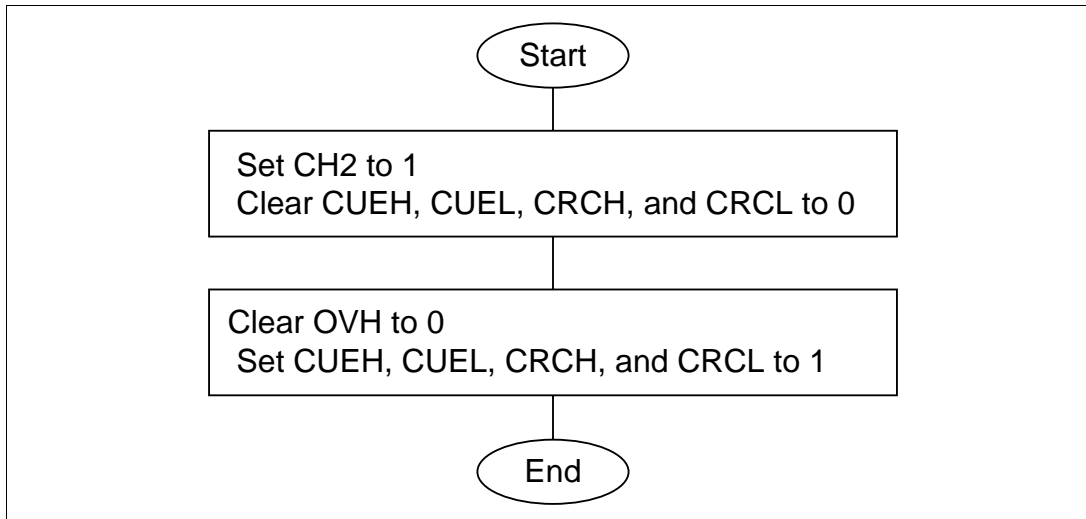 Start
Set CH2 to 1
Clear CUEH, CUEL, CRCH, and CRCL to 0
Clear OVH to 0
Set CUEH, CUEL, CRCH, and CRCL to 1
End